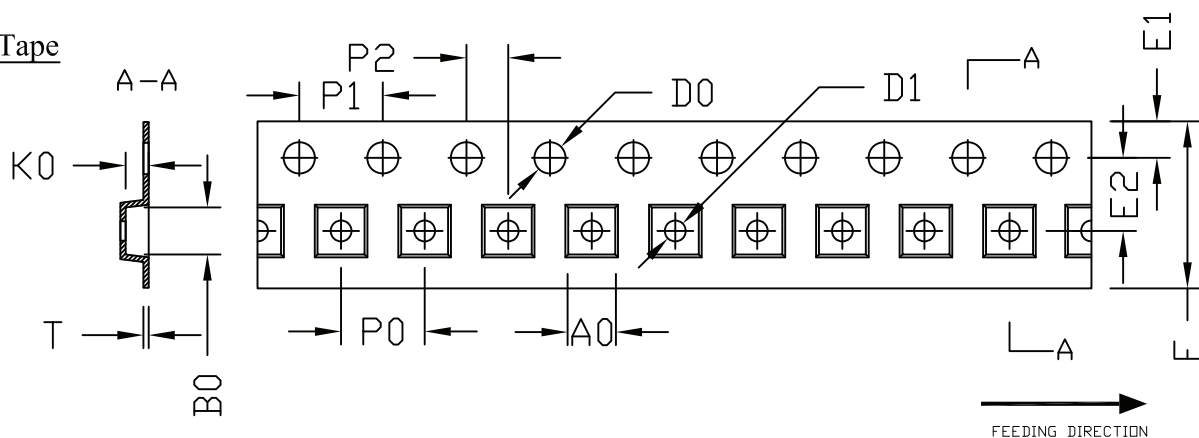 Tape
A-A
P2
P1
D0
D1
A
E1
K0
E2
T
P0
A0
B0
A
E
FEEDING DIRECTION